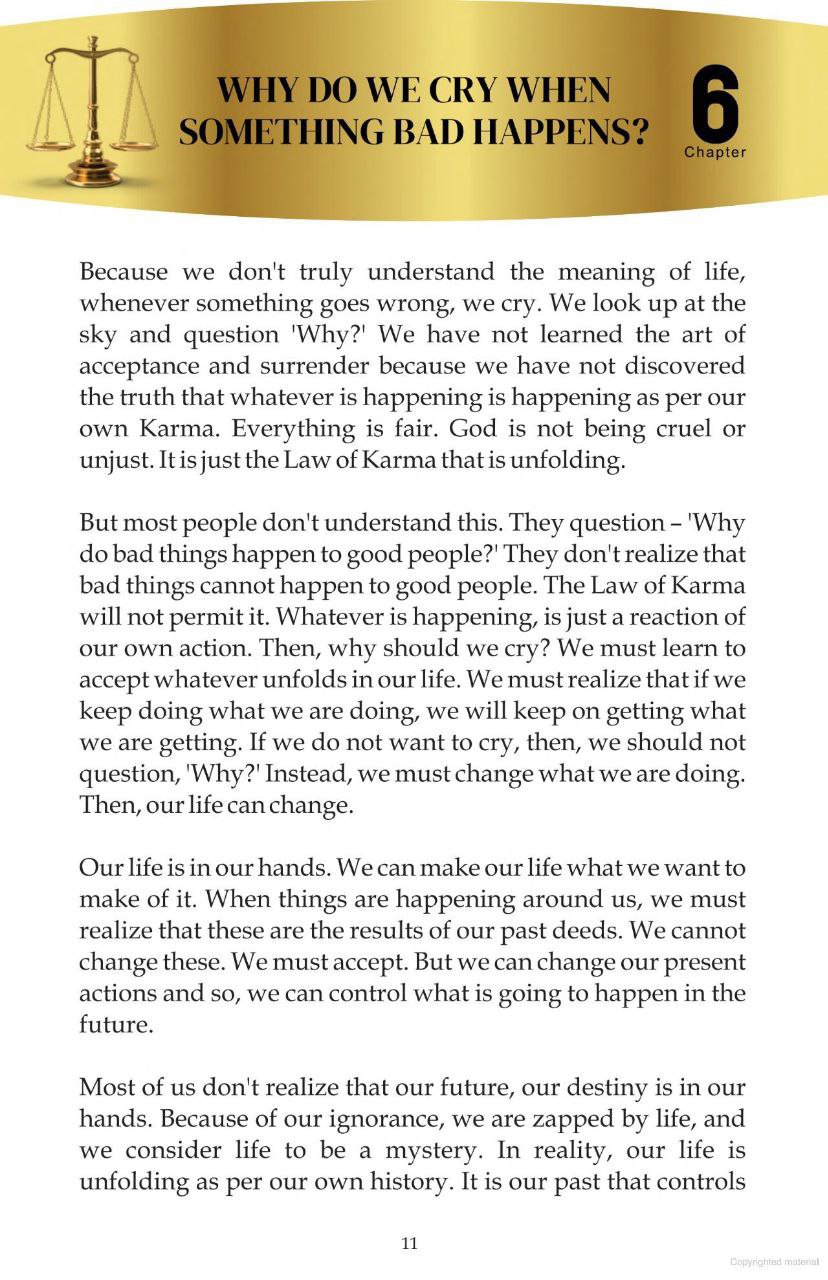 WHY DO WE CRY WHEN
SOMETHING BAD HAPPENS?
6
Chapter
Because we don't truly understand the meaning of life,
whenever something goes wrong, we cry. We look up at the
sky and question 'Why?' We have not learned the art of
acceptance and surrender because we have not discovered
the truth that whatever is happening is happening as per our
own Karma. Everything is fair. God is not being cruel or
unjust. It is just the Law of Karma that is unfolding.
But most people don't understand this. They question – 'Why
do bad things happen to good people?' They don't realize that
bad things cannot happen to good people. The Law of Karma
will not permit it. Whatever is happening, is just a reaction of
our own action. Then, why should we cry? We must learn to
accept whatever unfolds in our life. We must realize that if we
keep doing what we are doing, we will keep on getting what
we are getting. If we do not want to cry, then, we should not
question, 'Why?' Instead, we must change what we are doing.
Then, our life can change.
Our life is in our hands. We can make our life what we want to
make of it. When things are happening around us, we must
realize that these are the results of our past deeds. We cannot
change these. We must accept. But we can change our present
actions and so, we can control what is going to happen in the
future.
Most of us don't realize that our future, our destiny is in our
hands. Because of our ignorance, we are zapped by life, and
we consider life to be a mystery. In reality, our life is
unfolding as per our own history. It is our past that controls
11
Copyrighted material